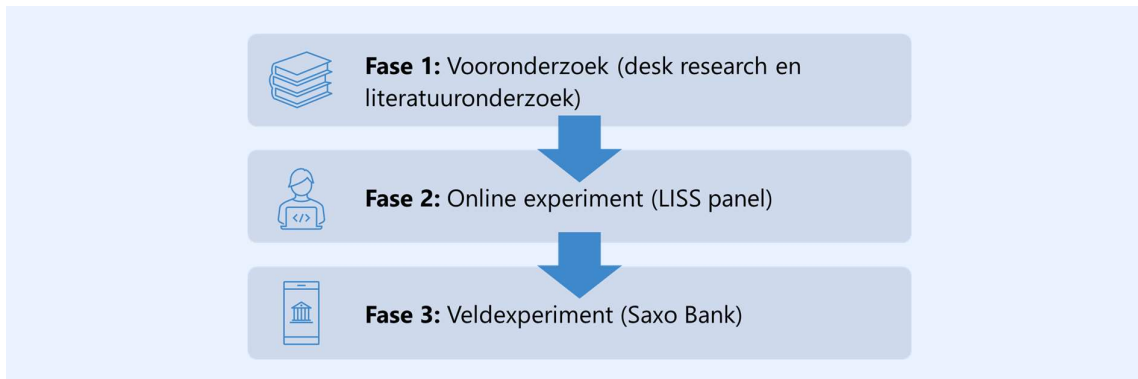 Fase 1: Vooronderzoek (desk research en
literatuuronderzoek)
Fase 2: Online experiment (LISS panel)
Fase 3: Veldexperiment (Saxo Bank)